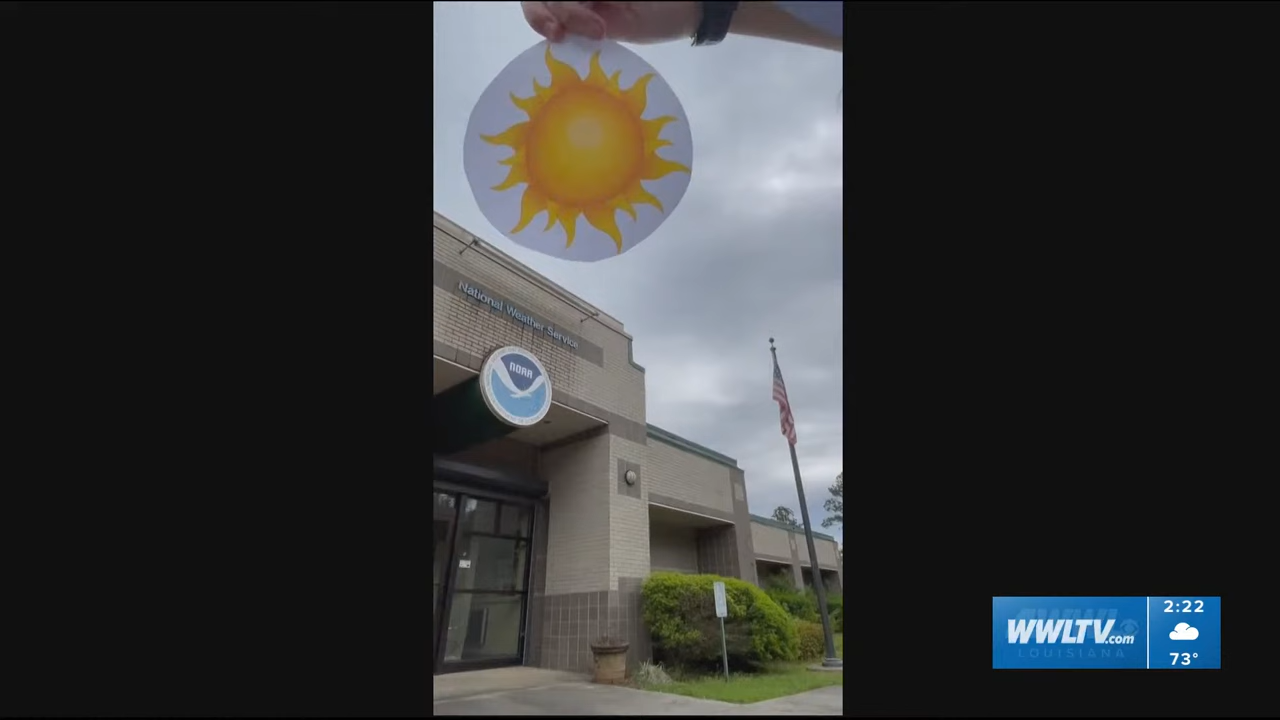 National Weather Service
NOAA
WWLTV.com
LOUISIANA
2:22
73°